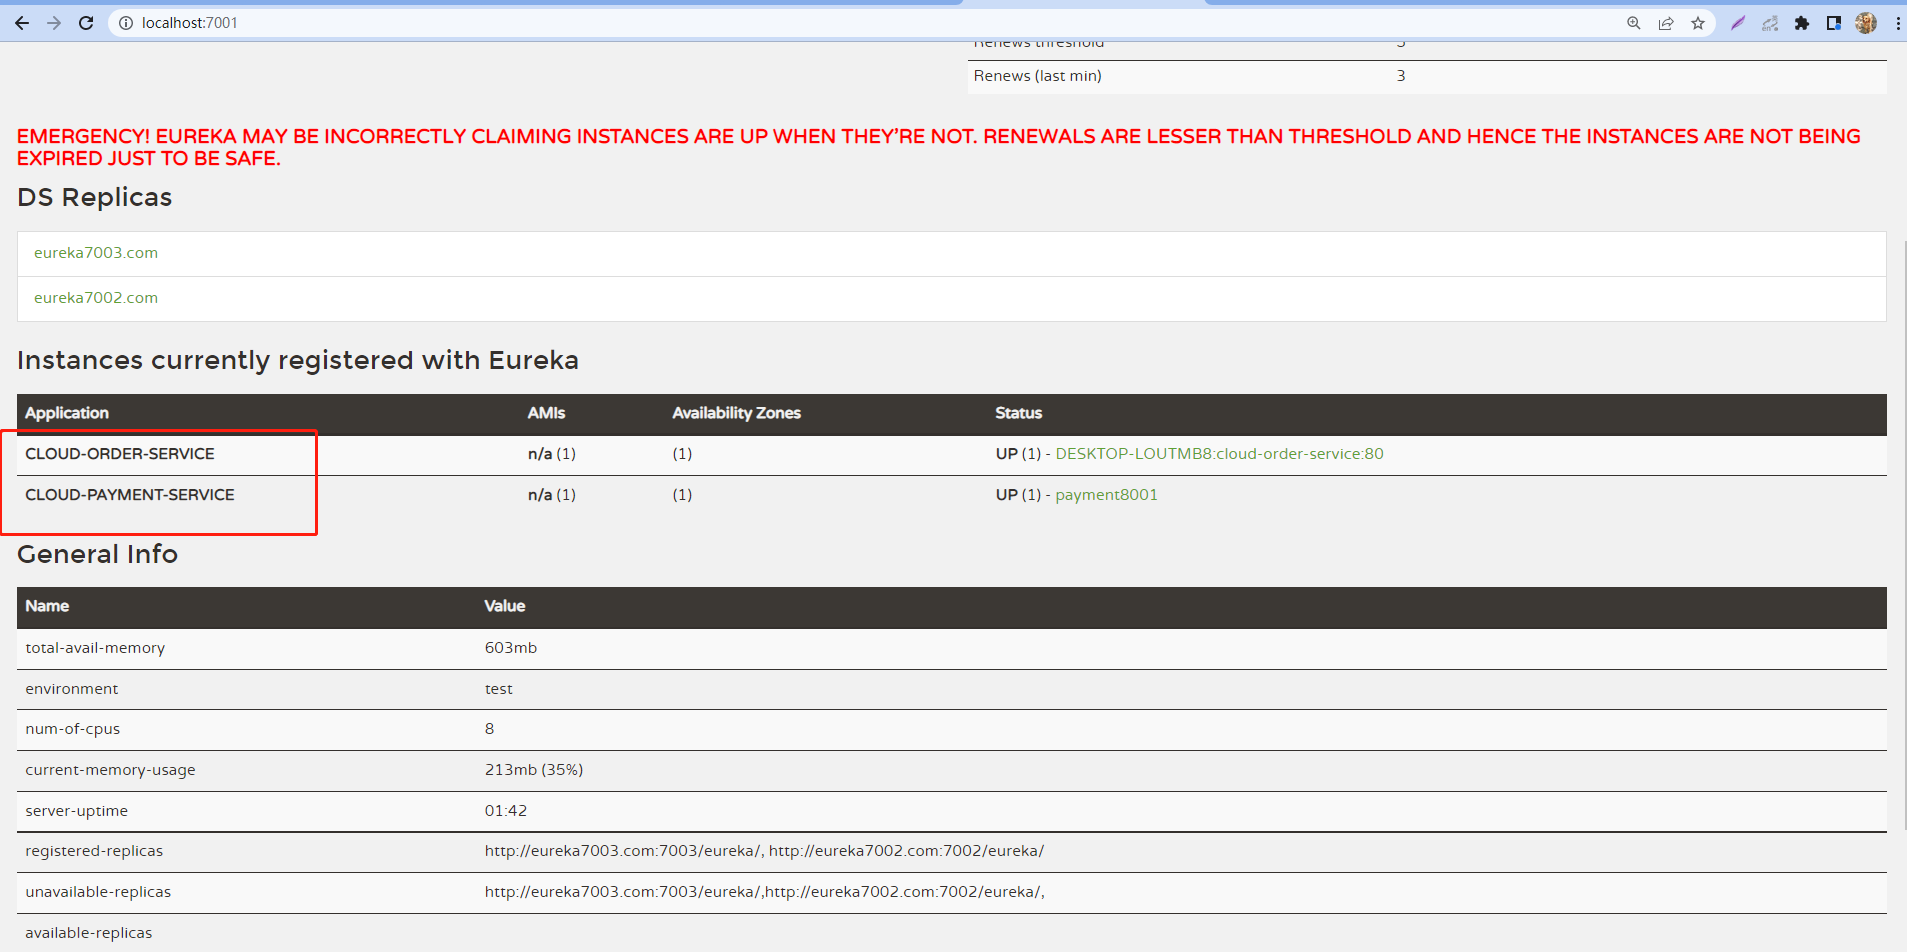 localhost:7001
Renews threshold 5
Renews (last min) 3
EMERGENCY! EUREKA MAY BE INCORRECTLY CLAIMING INSTANCES ARE UP WHEN THEY'RE NOT. RENEWALS ARE LESSER THAN THRESHOLD AND HENCE THE INSTANCES ARE NOT BEING
EXPIRED JUST TO BE SAFE.
DS Replicas
eureka7003.com
eureka7002.com
Instances currently registered with Eureka
Application AMIs Availability Zones Status
CLOUD-ORDER-SERVICE n/a (1) (1) UP (1) - DESKTOP-LOUTMB8:cloud-order-service:80
CLOUD-PAYMENT-SERVICE n/a (1) (1) UP (1) - payment8001
General Info
Name Value
total-avail-memory 603mb
environment test
num-of-cpus 8
current-memory-usage 213mb (35%)
server-uptime 01:42
registered-replicas http://eureka7003.com:7003/eureka/, http://eureka7002.com:7002/eureka/
unavailable-replicas http://eureka7003.com:7003/eureka/,http://eureka7002.com:7002/eureka/,
available-replicas